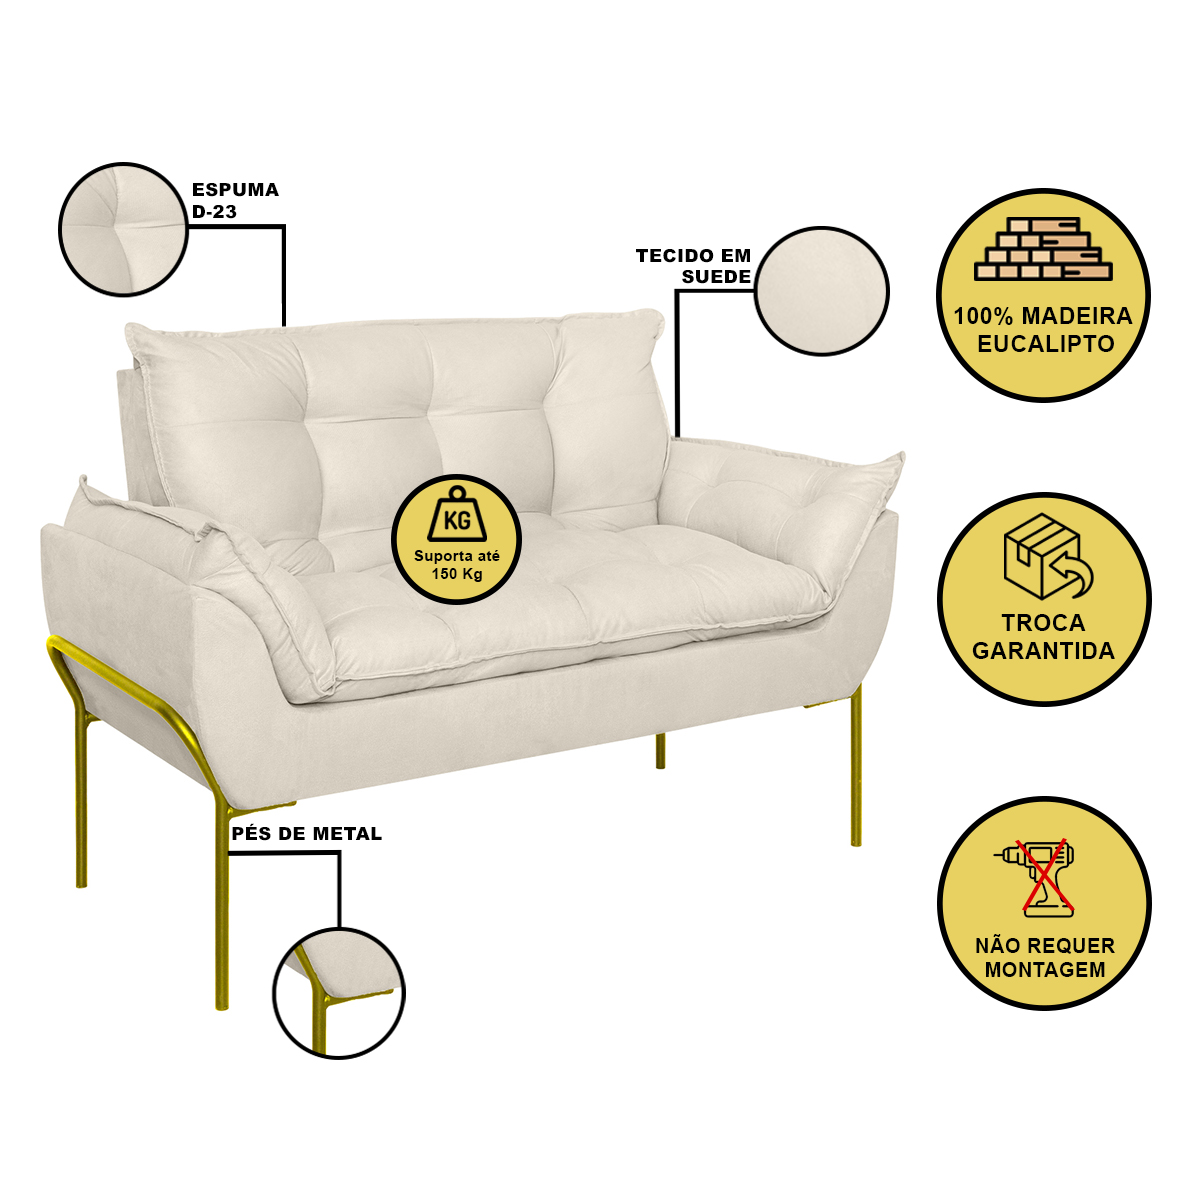 ESPUMA
D-23
TECIDO EM
SUEDE
100% MADEIRA
EUCALIPTO
KG
Suporta até
150 Kg
TROCA
GARANTIDA
PÉS DE METAL
NÃO REQUER
MONTAGEM